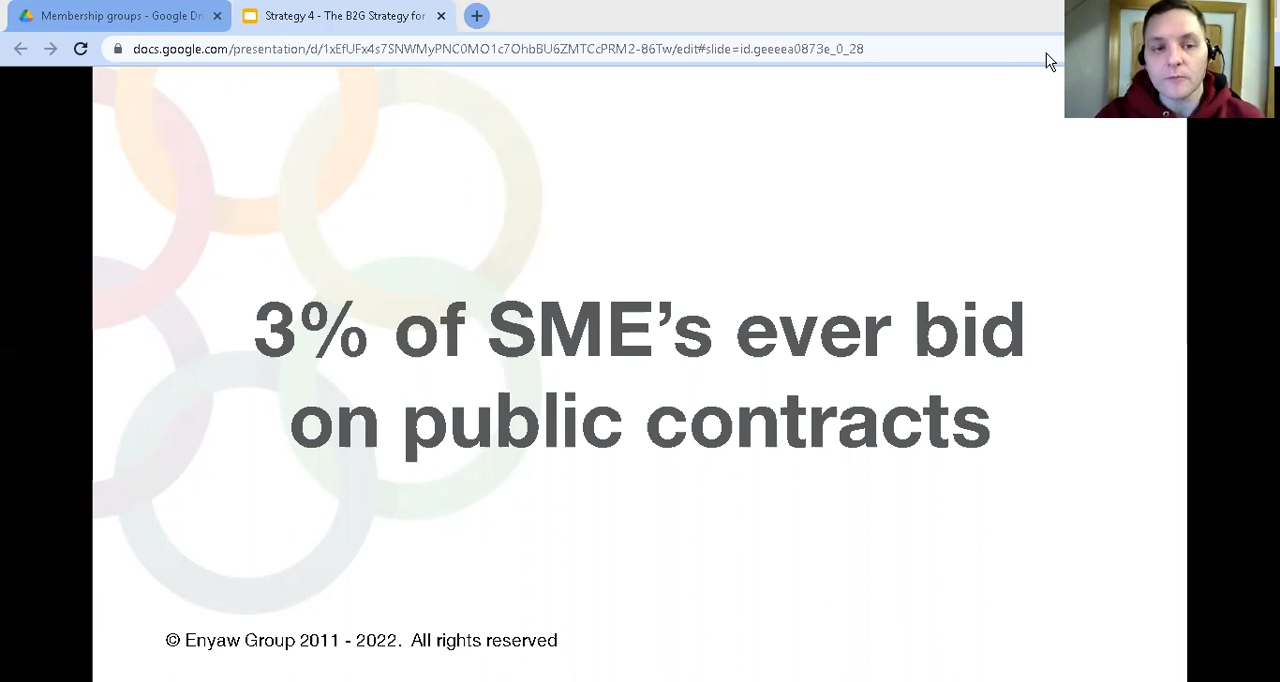 Membership groups - Google Dri
Strategy 4 - The B2G Strategy for
docs.google.com/presentation/d/1xEfUFx4s7SNWMyPNC0MO1c7OhbBU6ZMTCcPRM2-86Tw/edit#slide=id.geeeea0873e_0_28
3% of SME’s ever bid
on public contracts
© Enyaw Group 2011 - 2022. All rights reserved